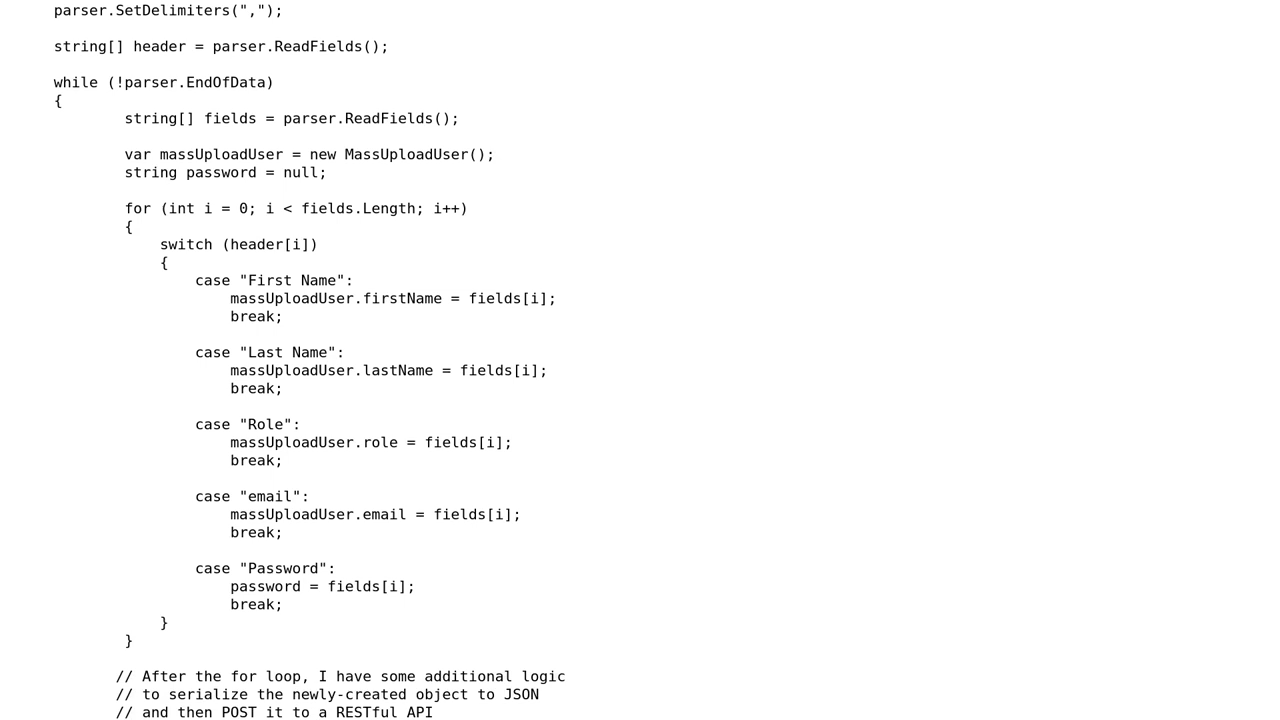 parser.SetDelimiters(",");
string[] header = parser.ReadFields();
while (!parser.EndOfData)
{
string[] fields = parser.ReadFields();
var massUploadUser = new MassUploadUser();
string password = null;
for (int i = 0; i < fields.Length; i++)
{
switch (header[i])
{
case "First Name":
massUploadUser.firstName = fields[i];
break;
case "Last Name":
massUploadUser.lastName = fields[i];
break;
case "Role":
massUploadUser.role = fields[i];
break;
case "email":
massUploadUser.email = fields[i];
break;
case "Password":
password = fields[i];
break;
}
}
// After the for loop, I have some additional logic
// to serialize the newly-created object to JSON
// and then POST it to a RESTful API